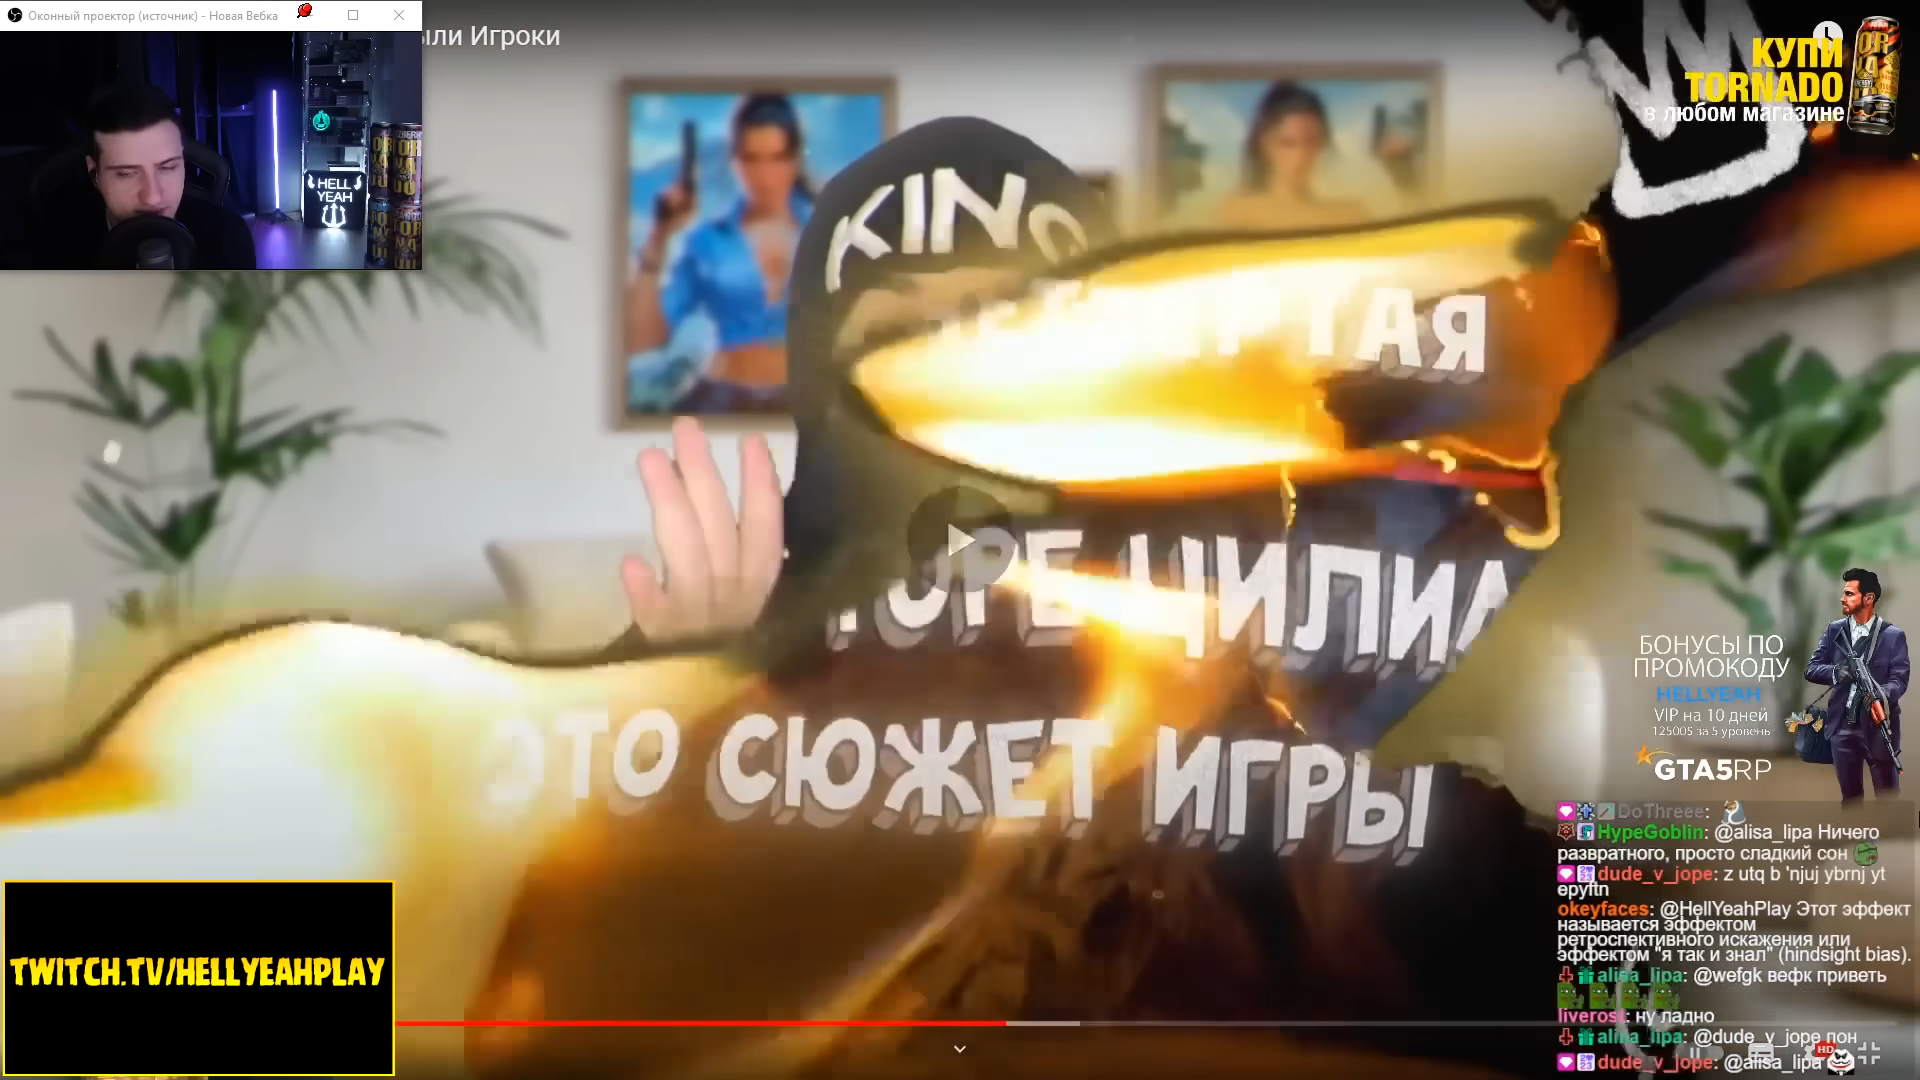 Оконный проектор (источник) - Новая Вебка
ыли Игроки
HELL
YEAH
КУПИ
TORNADO
в любом магазине
KING
ЭТО СЮЖЕТ ИГРЫ
БОНУСЫ ПО
ПРОМОКОДУ
HELLYEAH
VIP на 10 дней
12500$ за 5 уровень
GTA5RP
TWITCH.TV/HELLYEAHPLAY
DoThreee:
HypeGoblin: @alisa_lipa Ничего
развратного, просто сладкий сон
dude_v_jope: z utq b 'njuj ybrnj yt
epyftn
okeyfaces: @HellYeahPlay Этот эффект
называется эффектом
ретроспективного искажения или
эффектом "я так и знал" (hindsight bias).
alisa_lipa: @wefgk вефк приветь
liverost: ну ладно
alisa_lipa: @dude_v_jope пон
dude_v_jope: @alisa_lipa
HD